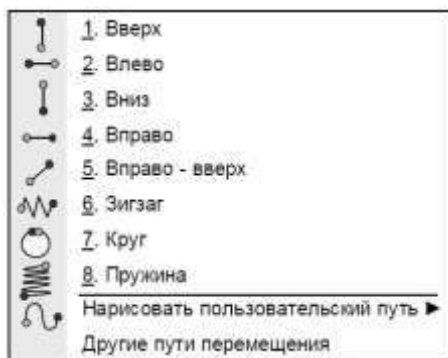 1. Вверх
2. Влево
3. Вниз
4. Вправо
5. Вправо - вверх
6. Зигзаг
7. Круг
8. Пружина
Нарисовать пользовательский путь ►
Другие пути перемещения